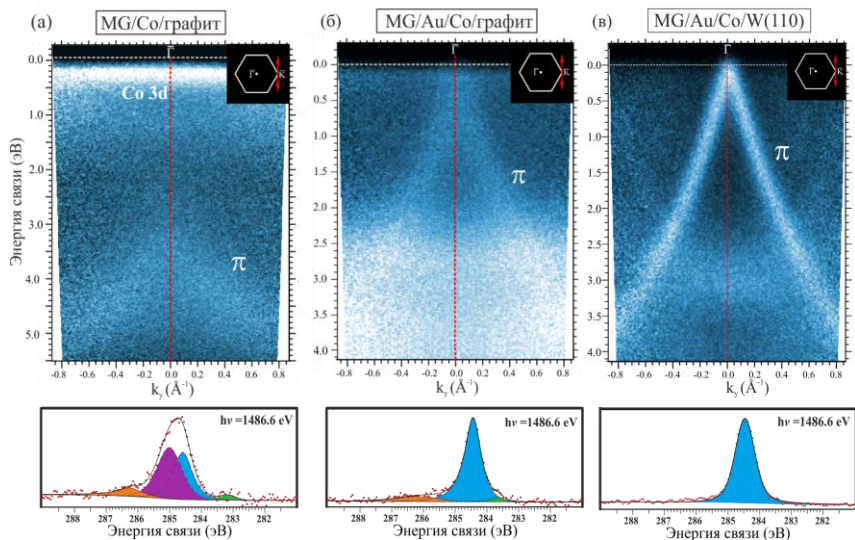 (а) MG/Co/графит
Γ
Γ
K
Co 3d
π
0.0
1.0
2.0
3.0
4.0
5.0
Энергия связи (эВ)
-0.8 -0.6 -0.4 -0.2 0.0 0.2 0.4 0.6 0.8
k_y (Å⁻¹)
(б) MG/Au/Co/графит
Γ
Γ
K
π
0.0
0.5
1.0
1.5
2.0
2.5
3.0
3.5
4.0
-0.8 -0.6 -0.4 -0.2 0.0 0.2 0.4 0.6 0.8
k_y (Å⁻¹)
(в) MG/Au/Co/W(110)
Γ
Γ
K
π
0.0
0.5
1.0
1.5
2.0
2.5
3.0
3.5
4.0
-0.8 -0.6 -0.4 -0.2 0.0 0.2 0.4 0.6 0.8
k_y (Å⁻¹)
hν =1486.6 eV
288 287 286 285 284 283 282
Энергия связи (эВ)
hν =1486.6 eV
288 287 286 285 284 283 282
Энергия связи (эВ)
hν =1486.6 eV
288 287 286 285 284 283 282
Энергия связи (эВ)